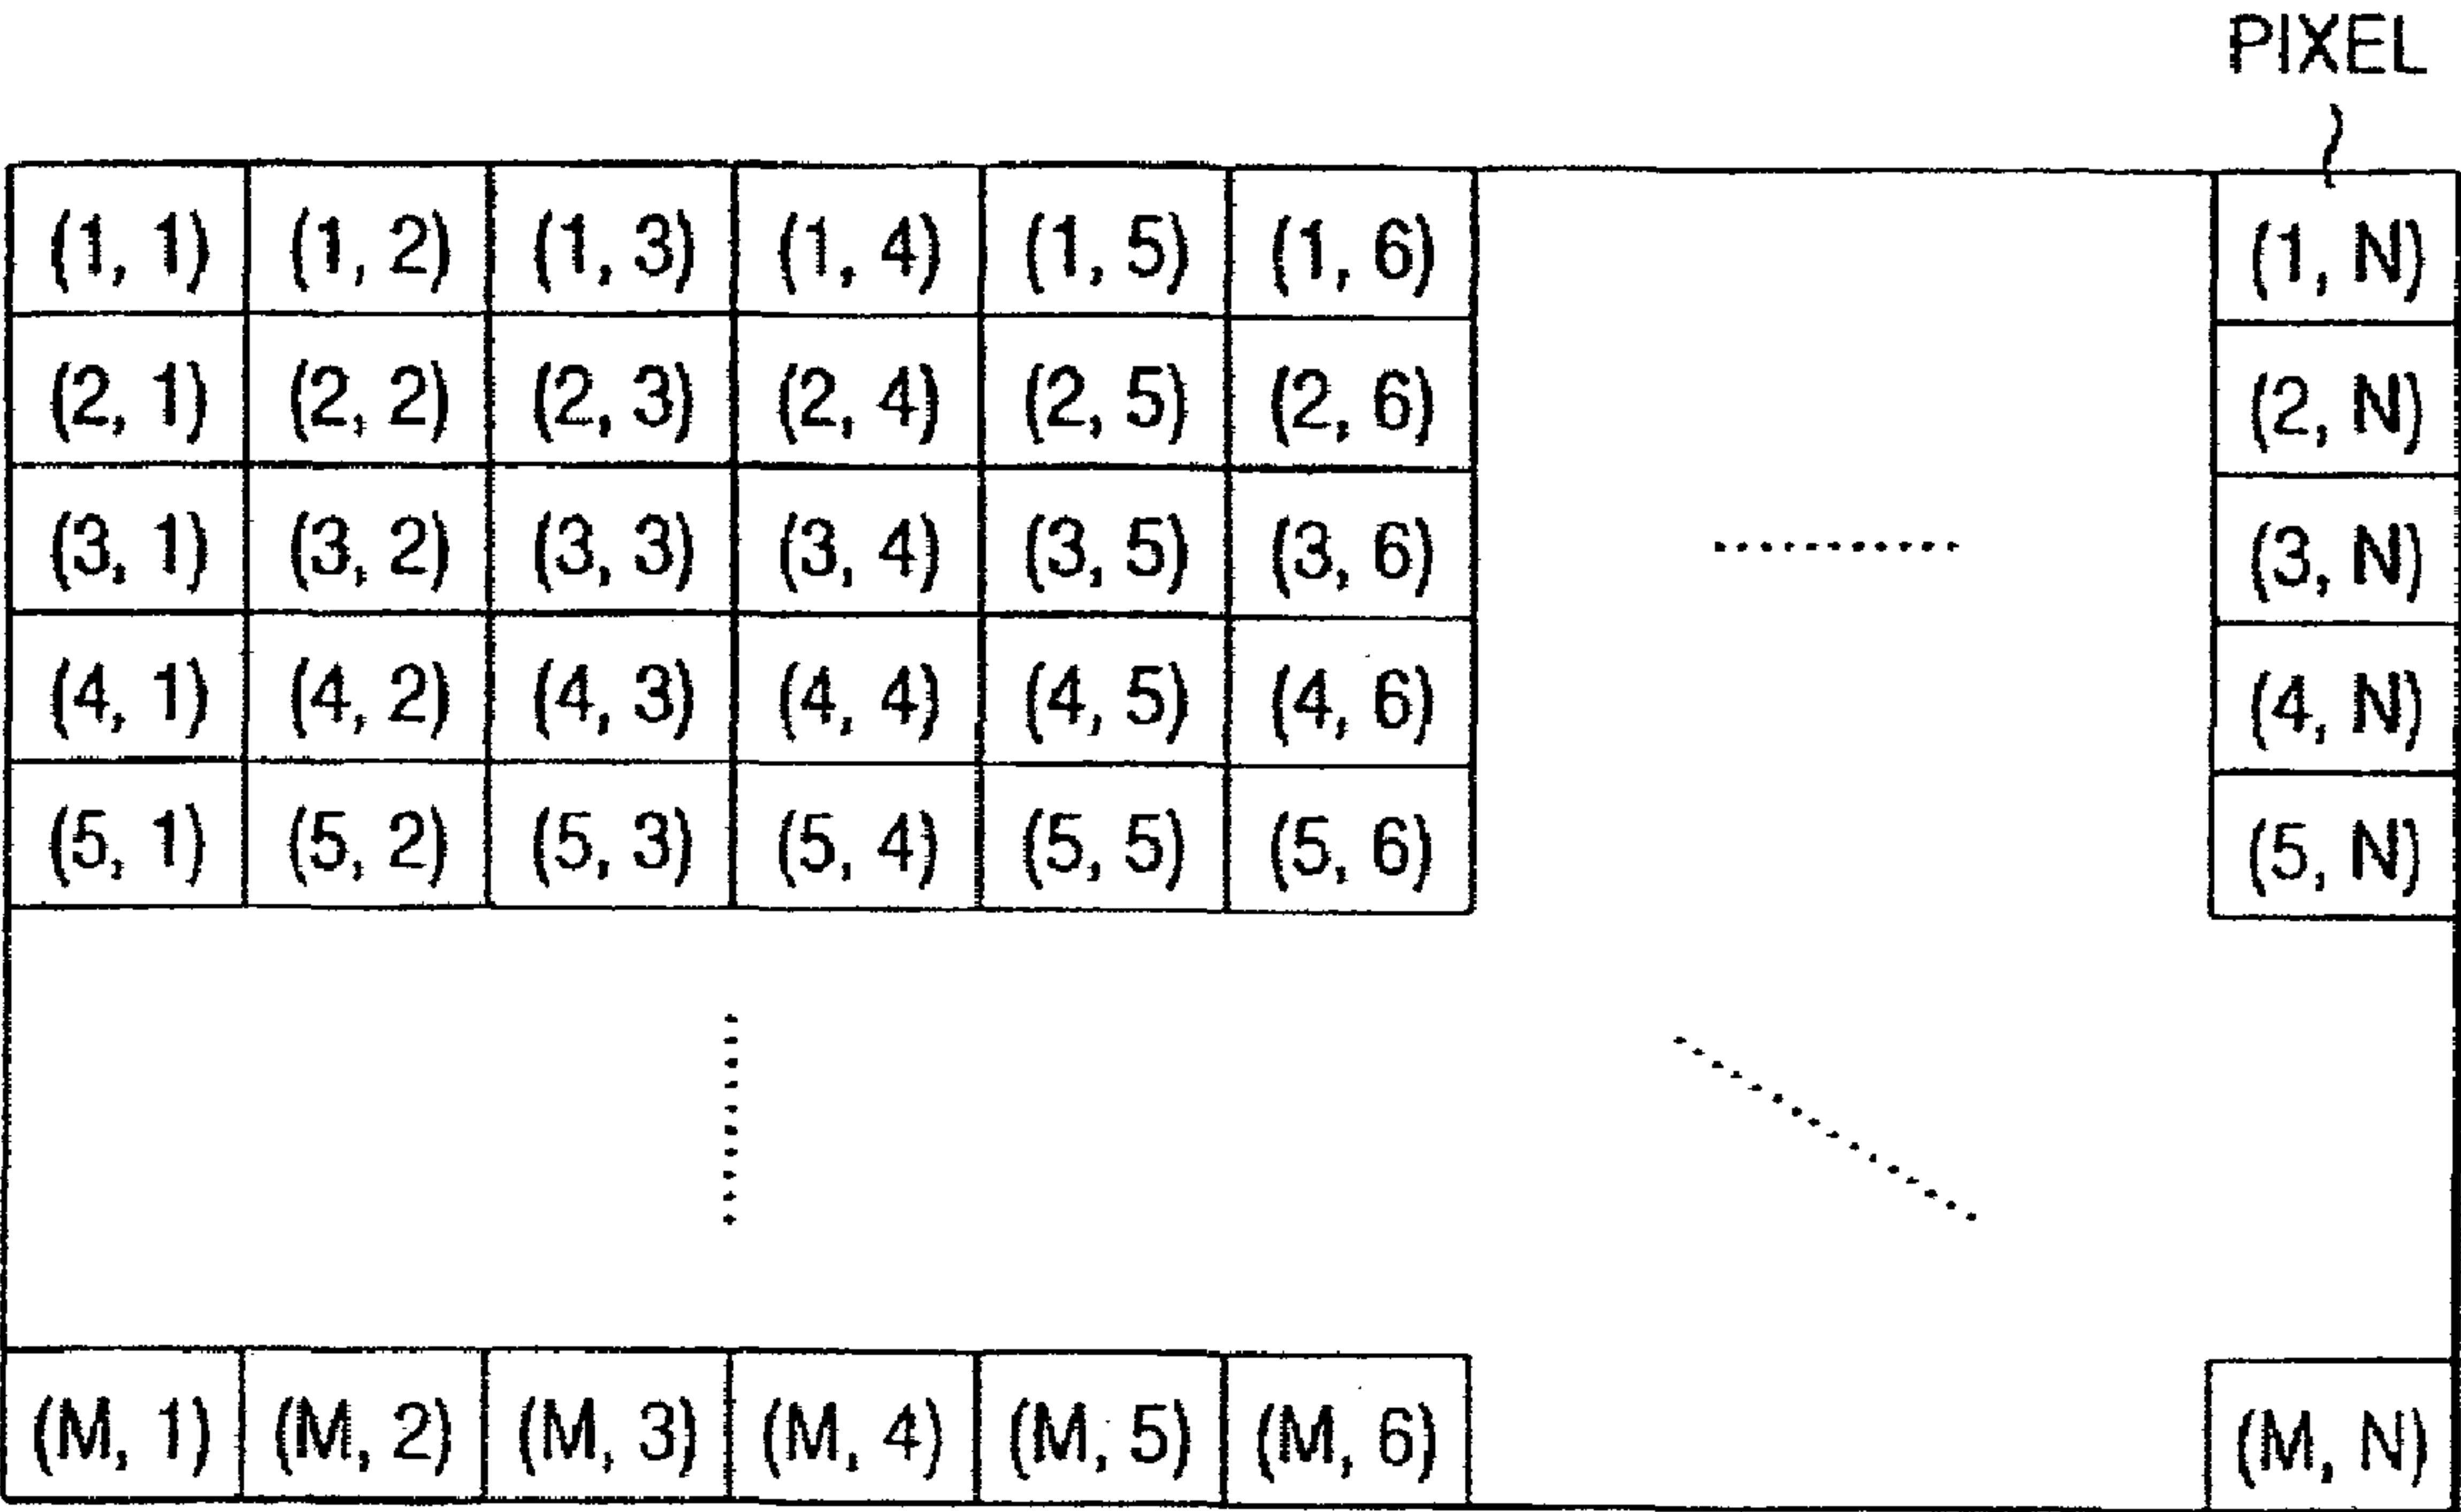 PIXEL
(1, 1) (1, 2) (1, 3) (1, 4) (1, 5) (1, 6) (1, N)
(2, 1) (2, 2) (2, 3) (2, 4) (2, 5) (2, 6) (2, N)
(3, 1) (3, 2) (3, 3) (3, 4) (3, 5) (3, 6) (3, N)
(4, 1) (4, 2) (4, 3) (4, 4) (4, 5) (4, 6) (4, N)
(5, 1) (5, 2) (5, 3) (5, 4) (5, 5) (5, 6) (5, N)
(M, 1) (M, 2) (M, 3) (M, 4) (M, 5) (M, 6) (M, N)